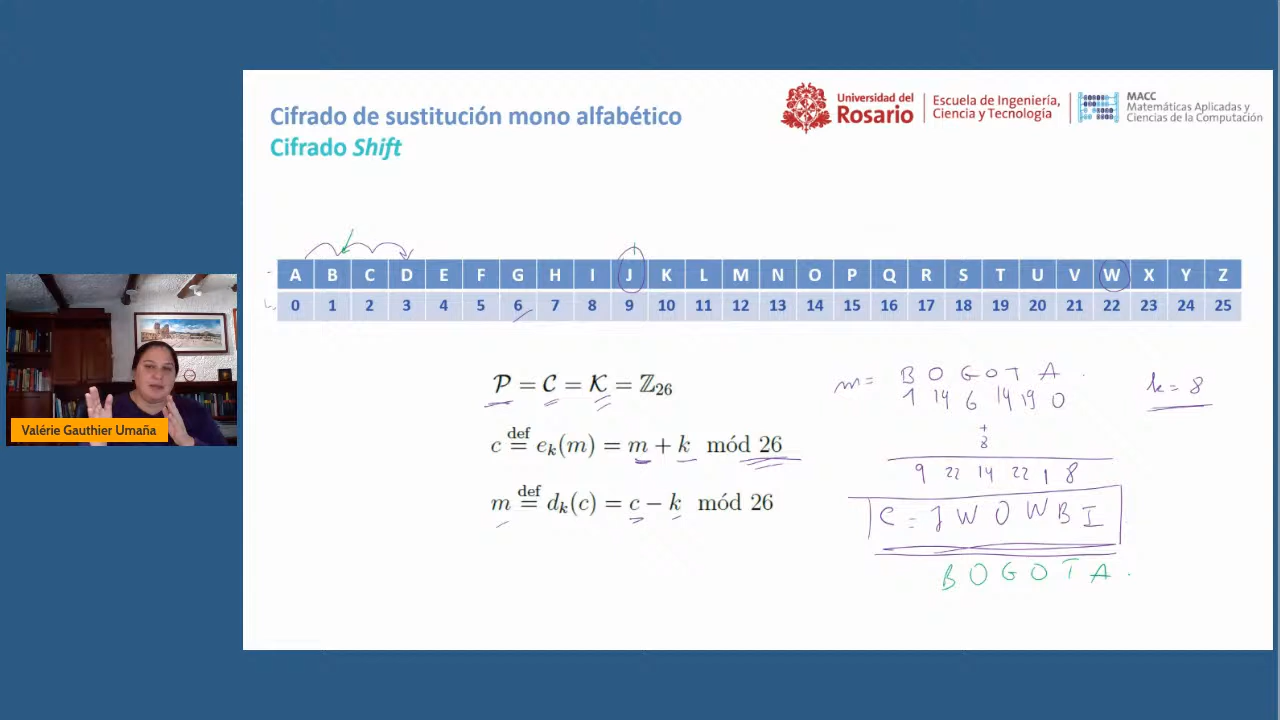 Cifrado de sustitución mono alfabético
Cifrado Shift
Universidad del
Rosario
Escuela de Ingeniería,
Ciencia y Tecnología
MACC
Matemáticas Aplicadas y
Ciencias de la Computación
A B C D E F G H I J K L M N O P Q R S T U V W X Y Z
0 1 2 3 4 5 6 7 8 9 10 11 12 13 14 15 16 17 18 19 20 21 22 23 24 25
Valérie Gauthier Umaña
𝒫 = 𝒞 = 𝒦 = ℤ₂₆
c ≝ eₖ(m) = m + k mód 26
m ≝ dₖ(c) = c − k mód 26
m = B O G O T A
1 14 6 14 19 0
k = 8
+
8
9 22 14 22 1 8
C = J W O W B I
B O G O T A .